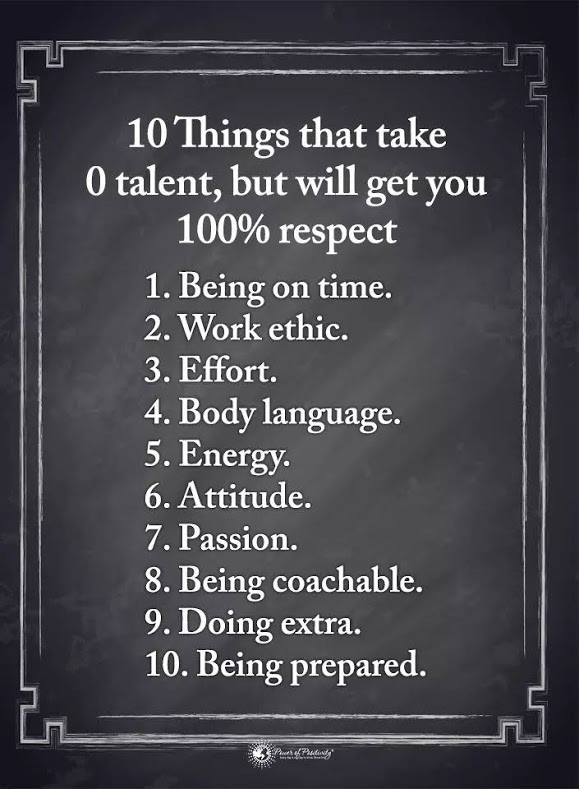 10 Things that take
0 talent, but will get you
100% respect
1. Being on time.
2. Work ethic.
3. Effort.
4. Body language.
5. Energy.
6. Attitude.
7. Passion.
8. Being coachable.
9. Doing extra.
10. Being prepared.
Power of Positivity